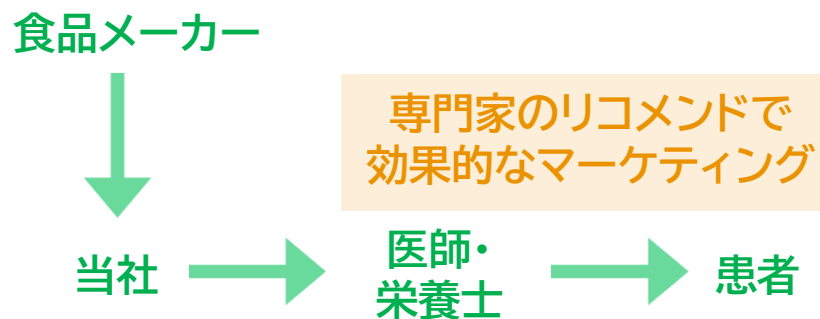 食品メーカー
専門家のリコメンドで
効果的なマーケティング
当社
医師・
栄養士
患者